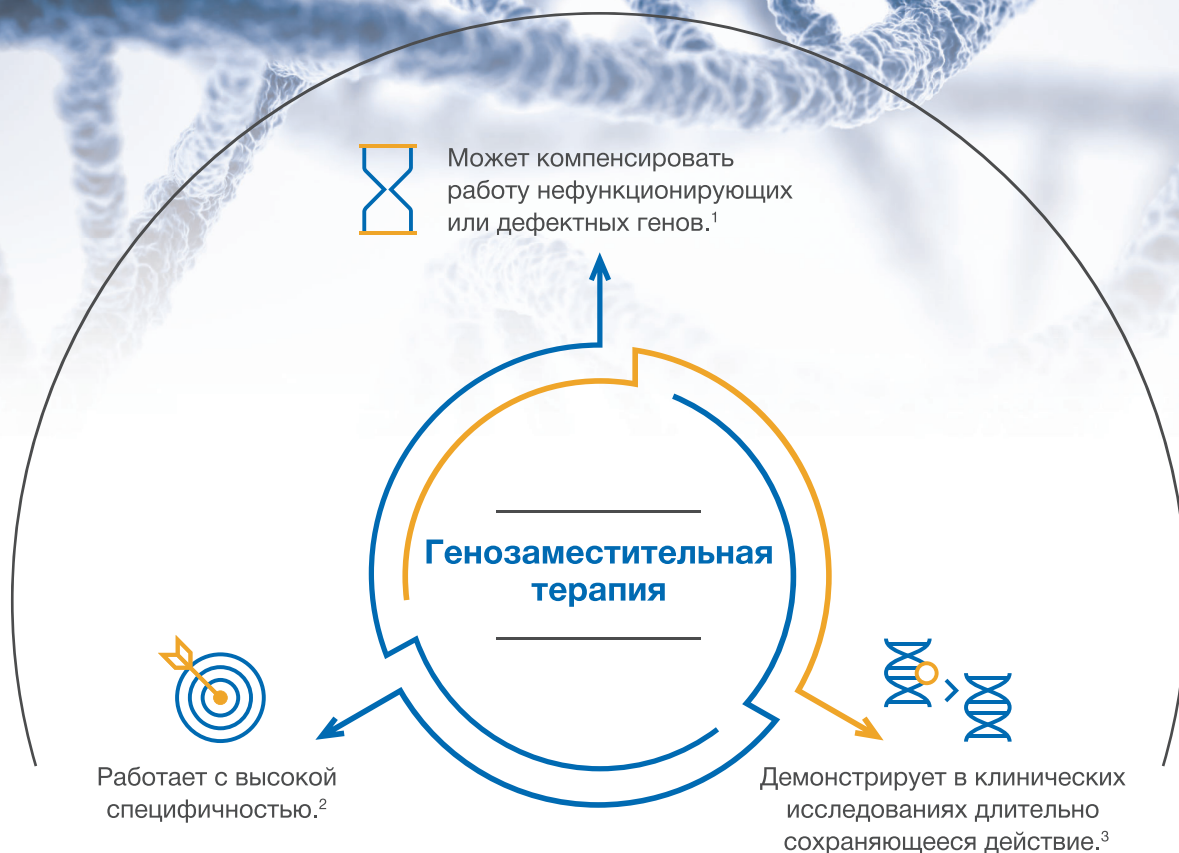 Может компенсировать
работу нефункционирующих
или дефектных генов.¹
Генозаместительная
терапия
Работает с высокой
специфичностью.²
Демонстрирует в клинических
исследованиях длительно
сохраняющееся действие.³